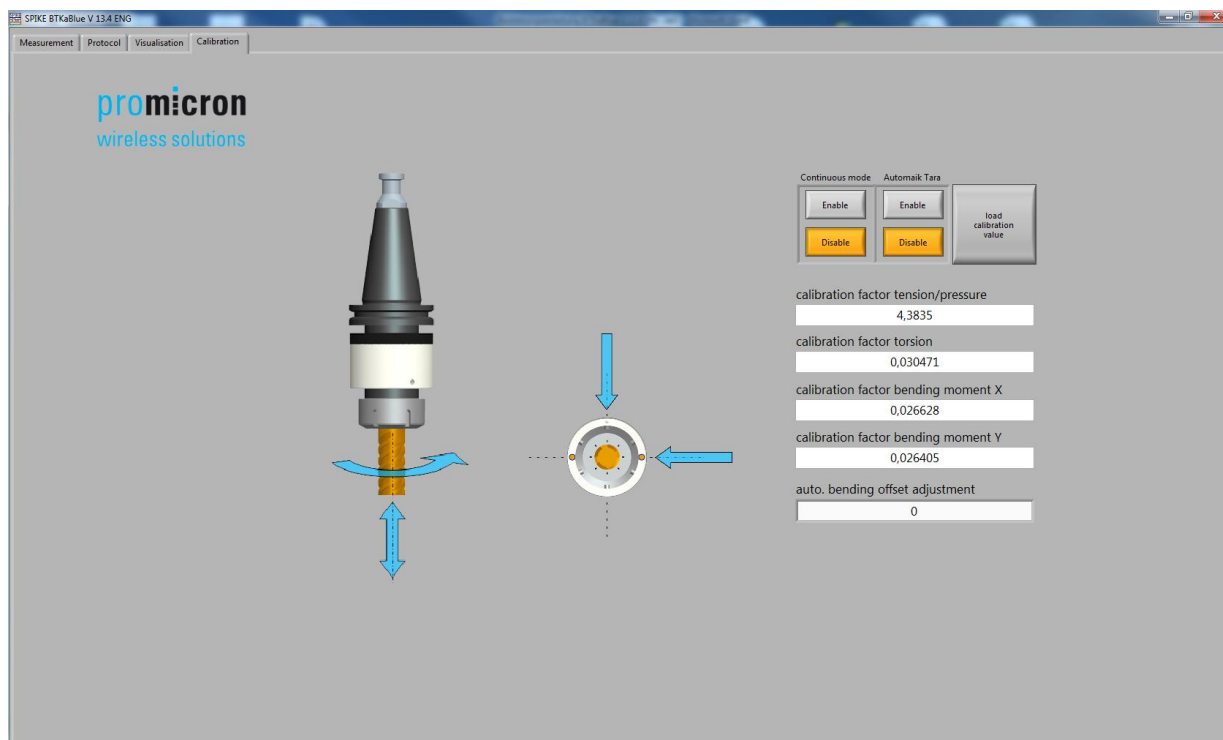 SPIKE BTKaBlue V 13.4 ENG
Measurement Protocol Visualisation Calibration
promicron
wireless solutions
Continuous mode Automaik Tara
Enable Enable
Disable Disable
load
calibration
value
calibration factor tension/pressure
4,3835
calibration factor torsion
0,030471
calibration factor bending moment X
0,026628
calibration factor bending moment Y
0,026405
auto. bending offset adjustment
0